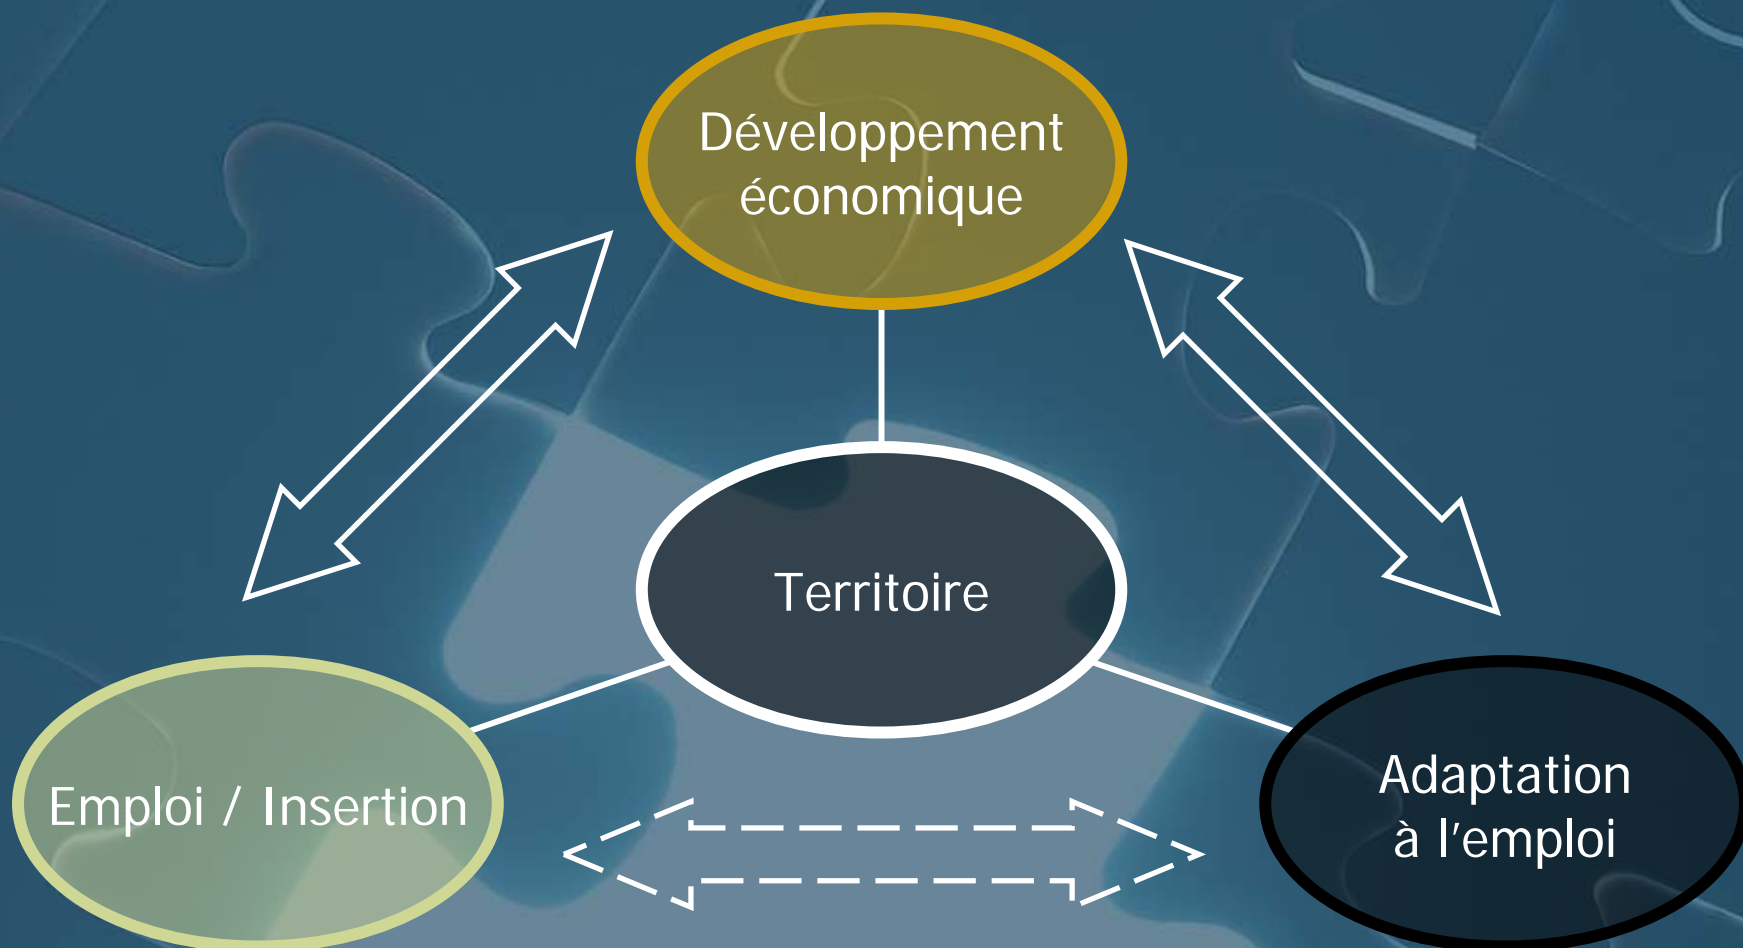 Développement
économique
Territoire
Emploi / Insertion
Adaptation
à l’emploi